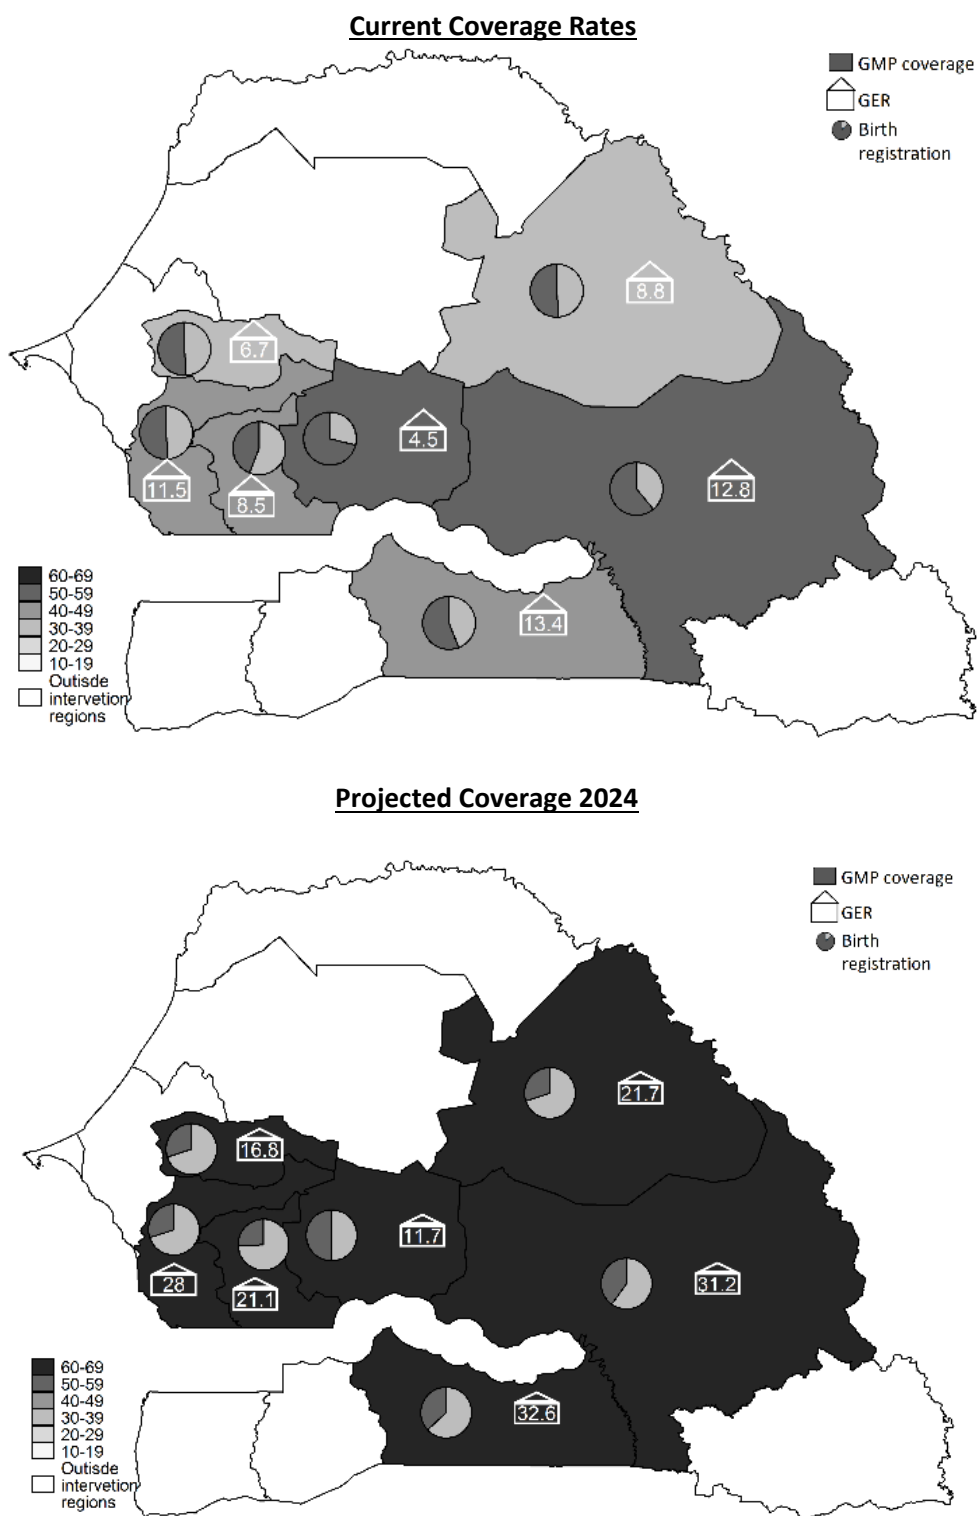 Current Coverage Rates
GMP coverage
GER
Birth
registration
8.8
6.7
4.5
11.5
8.5
12.8
13.4
60-69
50-59
40-49
30-39
20-29
10-19
Outisde
intervetion
regions
Projected Coverage 2024
GMP coverage
GER
Birth
registration
21.7
16.8
11.7
28
21.1
31.2
32.6
60-69
50-59
40-49
30-39
20-29
10-19
Outisde
intervetion
regions